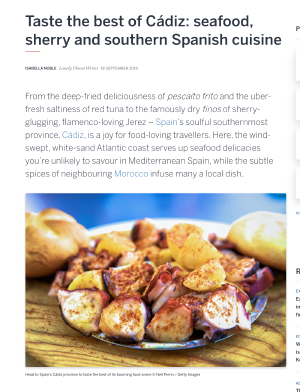 Taste the best of Cádiz: seafood,
sherry and southern Spanish cuisine
ISABELLA NOBLE Lonely Planet Writer 19 SEPTEMBER 2019
From the deep-fried deliciousness of pescaíto frito and the uber-
fresh saltiness of red tuna to the famously dry finos of sherry-
glugging, flamenco-loving Jerez – Spain's soulful southernmost
province, Cádiz, is a joy for food-loving travellers. Here, the wind-
swept, white-sand Atlantic coast serves up seafood delicacies
you're unlikely to savour in Mediterranean Spain, while the subtle
spices of neighbouring Morocco infuse many a local dish.
Head to Spain's Cádiz province to taste the best of its booming food scene © Neil Farrin / Getty Images